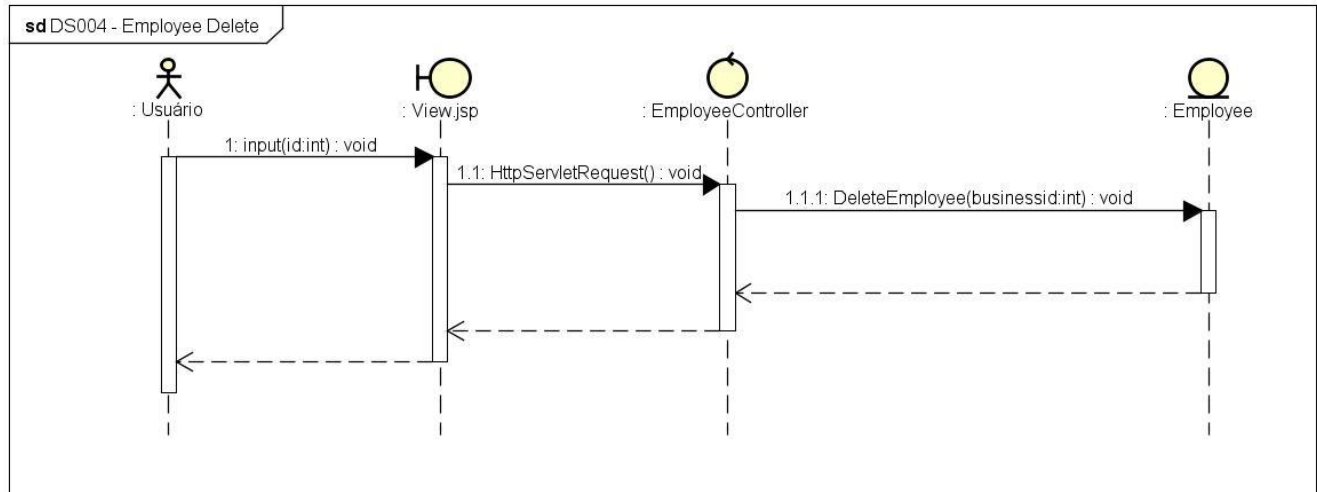 sd DS004 - Employee Delete
: Usuário
: View.jsp
: EmployeeController
: Employee
1: input(id:int) : void
1.1: HttpServletRequest() : void
1.1.1: DeleteEmployee(businessid:int) : void